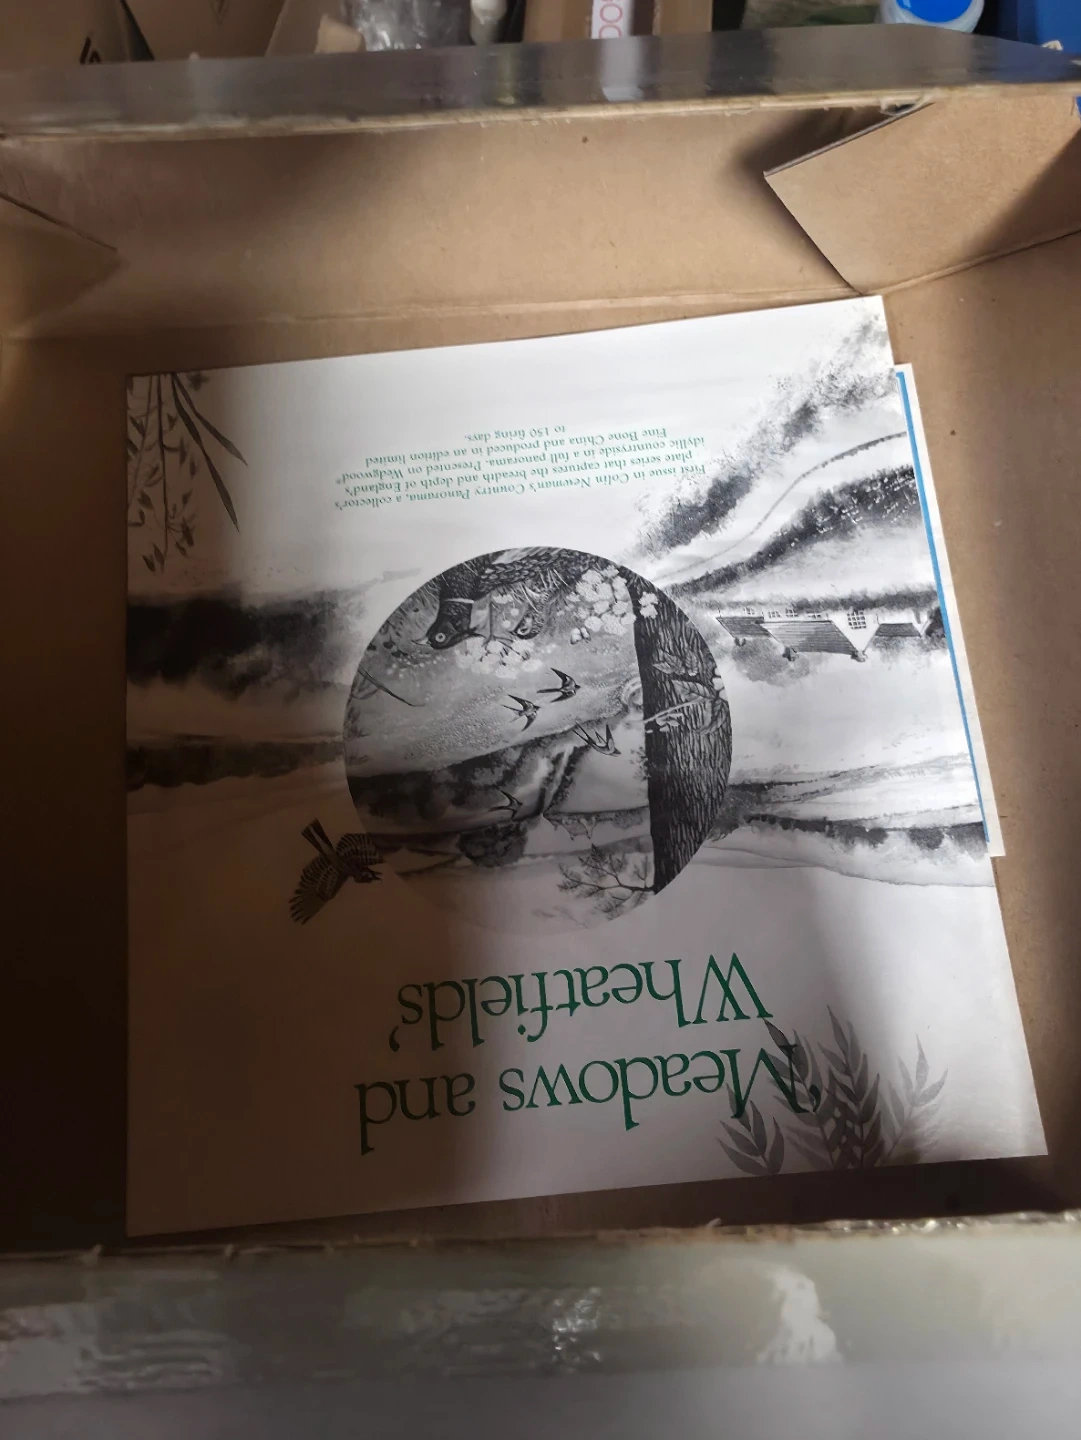 'Meadows and
Wheatfields'
First issue in Colin Newman's Country Panorama, a collector's
plate series that captures the breadth and depth of England's
idyllic countryside in a full panorama. Presented on Wedgwood®
Fine Bone China and produced in an edition limited
to 150 firing days.